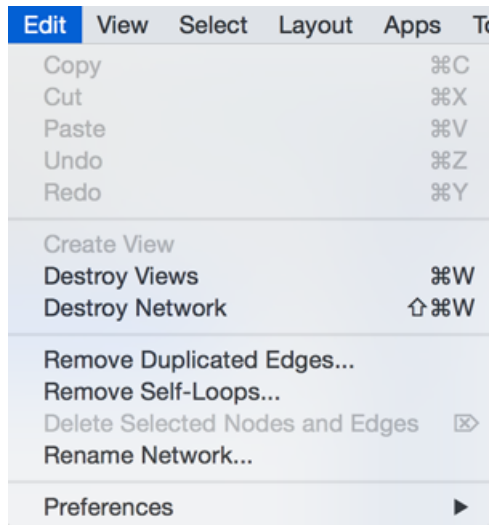 Edit View Select Layout Apps
Copy ⌘C
Cut ⌘X
Paste ⌘V
Undo ⌘Z
Redo ⌘Y
Create View
Destroy Views ⌘W
Destroy Network ⇧⌘W
Remove Duplicated Edges...
Remove Self-Loops...
Delete Selected Nodes and Edges ⌦
Rename Network...
Preferences ▶